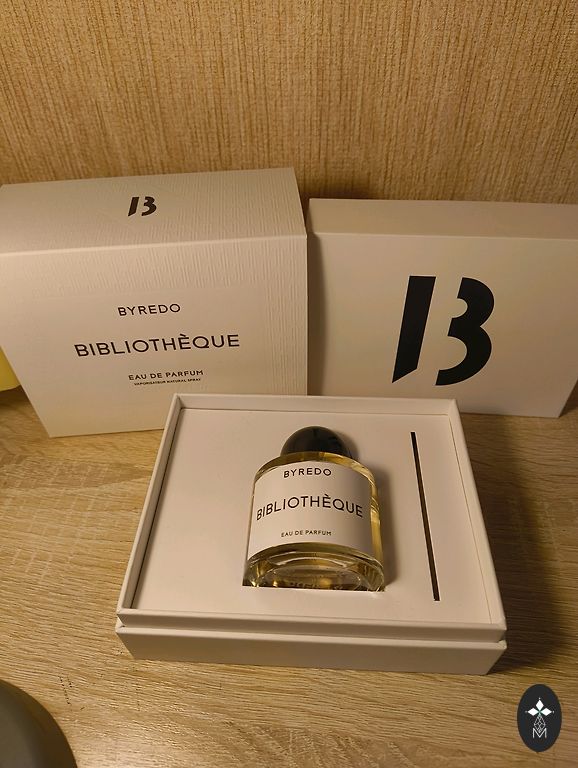 B
BYREDO
BIBLIOTHÈQUE
EAU DE PARFUM
VAPORISATEUR NATURAL SPRAY
B
BYREDO
BIBLIOTHÈQUE
EAU DE PARFUM
M